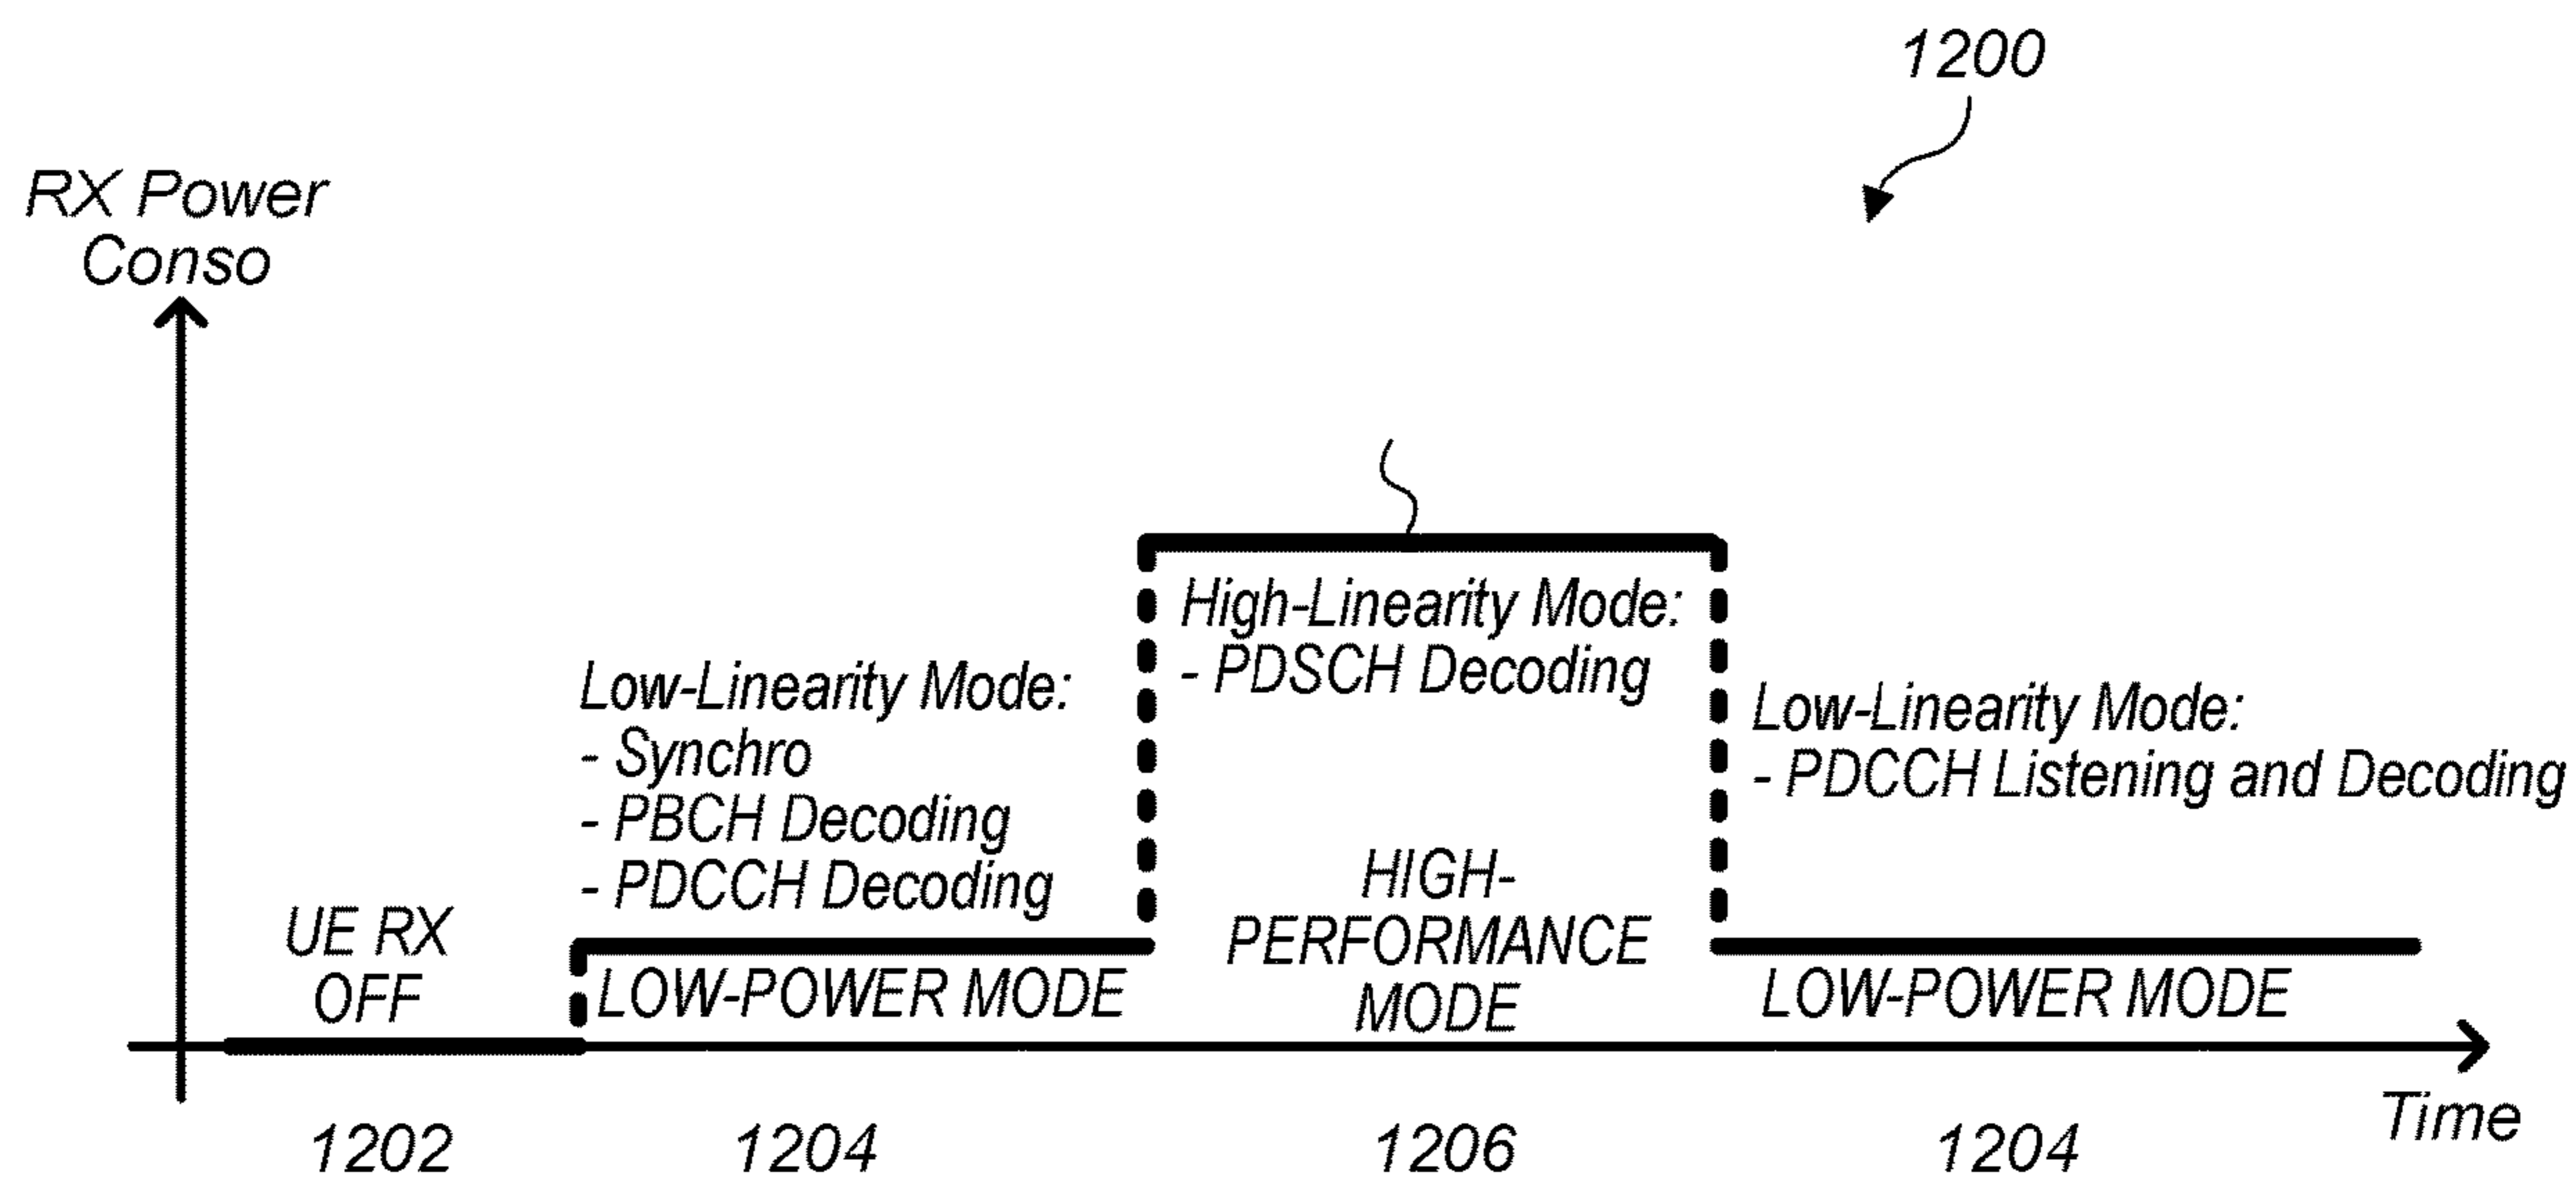 1200
RX Power
Conso
High-Linearity Mode:
- PDSCH Decoding
Low-Linearity Mode:
- Synchro
- PBCH Decoding
- PDCCH Decoding
Low-Linearity Mode:
- PDCCH Listening and Decoding
UE RX
OFF
LOW-POWER MODE
HIGH-
PERFORMANCE
MODE
LOW-POWER MODE
Time
1202
1204
1206
1204